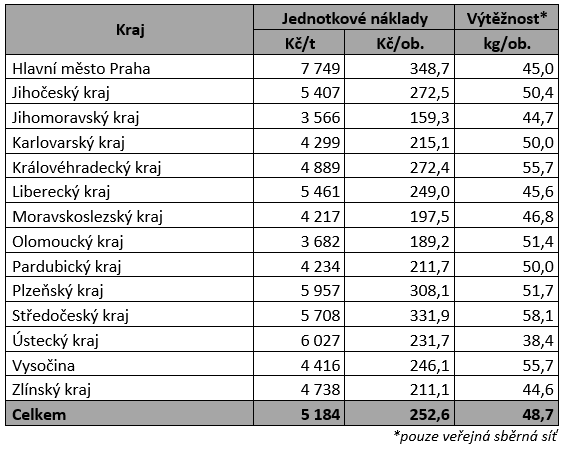 Kraj Jednotkové náklady Výtěžnost*
Kč/t Kč/ob. kg/ob.
Hlavní město Praha 7 749 348,7 45,0
Jihočeský kraj 5 407 272,5 50,4
Jihomoravský kraj 3 566 159,3 44,7
Karlovarský kraj 4 299 215,1 50,0
Královéhradecký kraj 4 889 272,4 55,7
Liberecký kraj 5 461 249,0 45,6
Moravskoslezský kraj 4 217 197,5 46,8
Olomoucký kraj 3 682 189,2 51,4
Pardubický kraj 4 234 211,7 50,0
Plzeňský kraj 5 957 308,1 51,7
Středočeský kraj 5 708 331,9 58,1
Ústecký kraj 6 027 231,7 38,4
Vysočina 4 416 246,1 55,7
Zlínský kraj 4 738 211,1 44,6
Celkem 5 184 252,6 48,7
*pouze veřejná sběrná síť